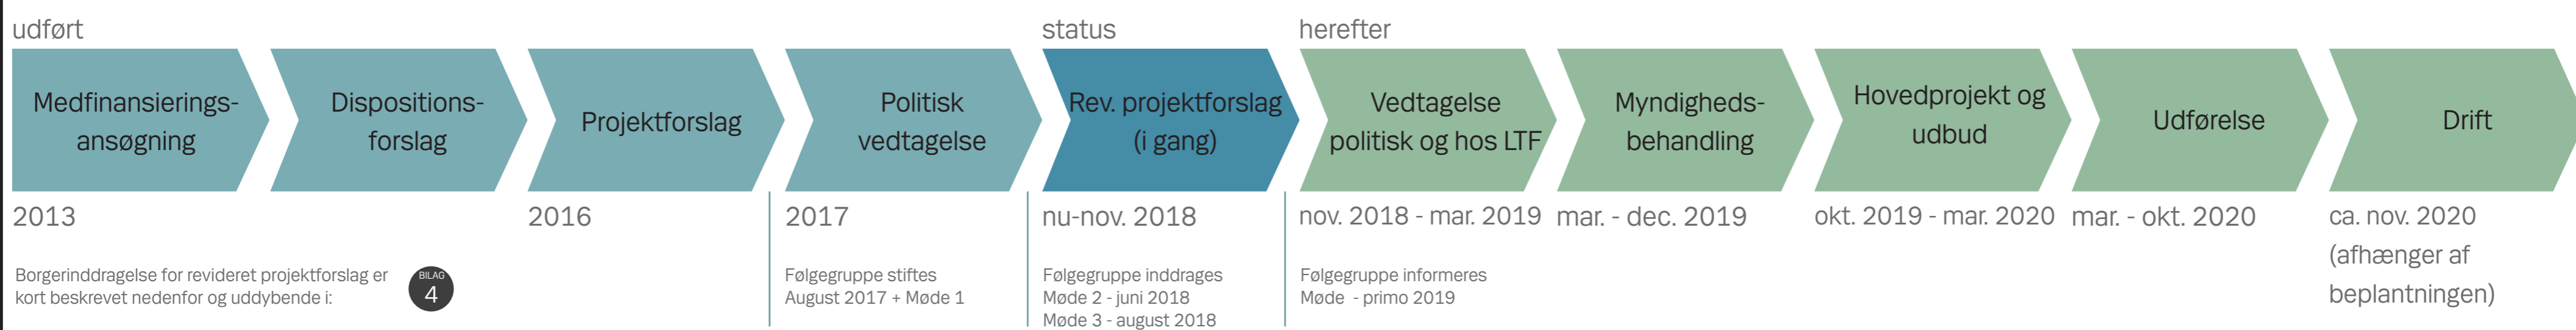 udført
status
herefter
Medfinansierings-
ansøgning
Dispositions-
forslag
Projektforslag
Politisk
vedtagelse
Rev. projektforslag
(i gang)
Vedtagelse
politisk og hos LTF
Myndigheds-
behandling
Hovedprojekt og
udbud
Udførelse
Drift
2013
2016
2017
nu-nov. 2018
nov. 2018 - mar. 2019
mar. - dec. 2019
okt. 2019 - mar. 2020
mar. - okt. 2020
ca. nov. 2020
(afhænger af
beplantningen)
Borgerinddragelse for revideret projektforslag er
kort beskrevet nedenfor og uddybende i:
BILAG
4
Følgegruppe stiftes
August 2017 + Møde 1
Følgegruppe inddrages
Møde 2 - juni 2018
Møde 3 - august 2018
Følgegruppe informeres
Møde  - primo 2019